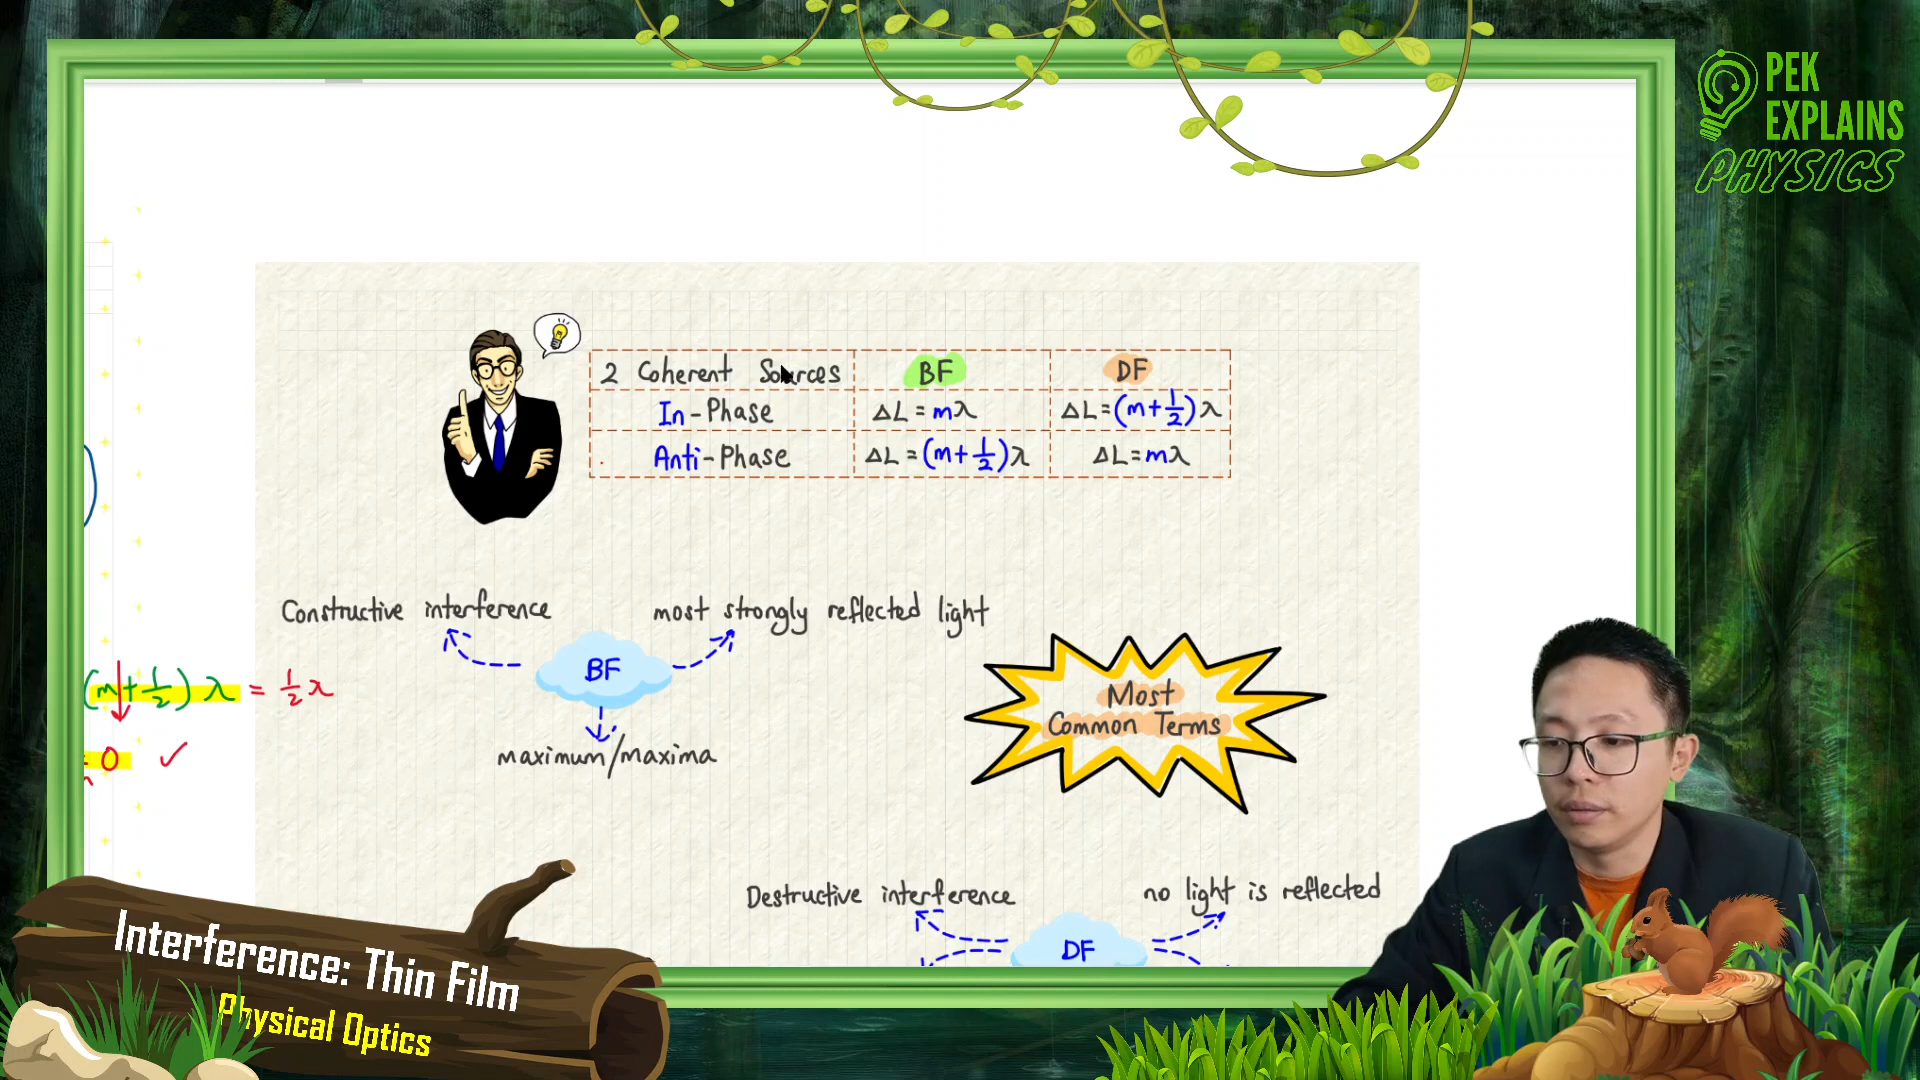 PEK
EXPLAINS
PHYSICS
2 Coherent Sources BF DF
In-Phase ΔL = mλ ΔL = (m + 1/2) λ
Anti-Phase ΔL = (m + 1/2) λ ΔL = mλ
Constructive interference most strongly reflected light
BF
maximum/maxima
Most
Common Terms
(m + 1/2) λ = 1/2 λ
0 ✓
Destructive interference no light is reflected
DF
Interference: Thin Film
Physical Optics